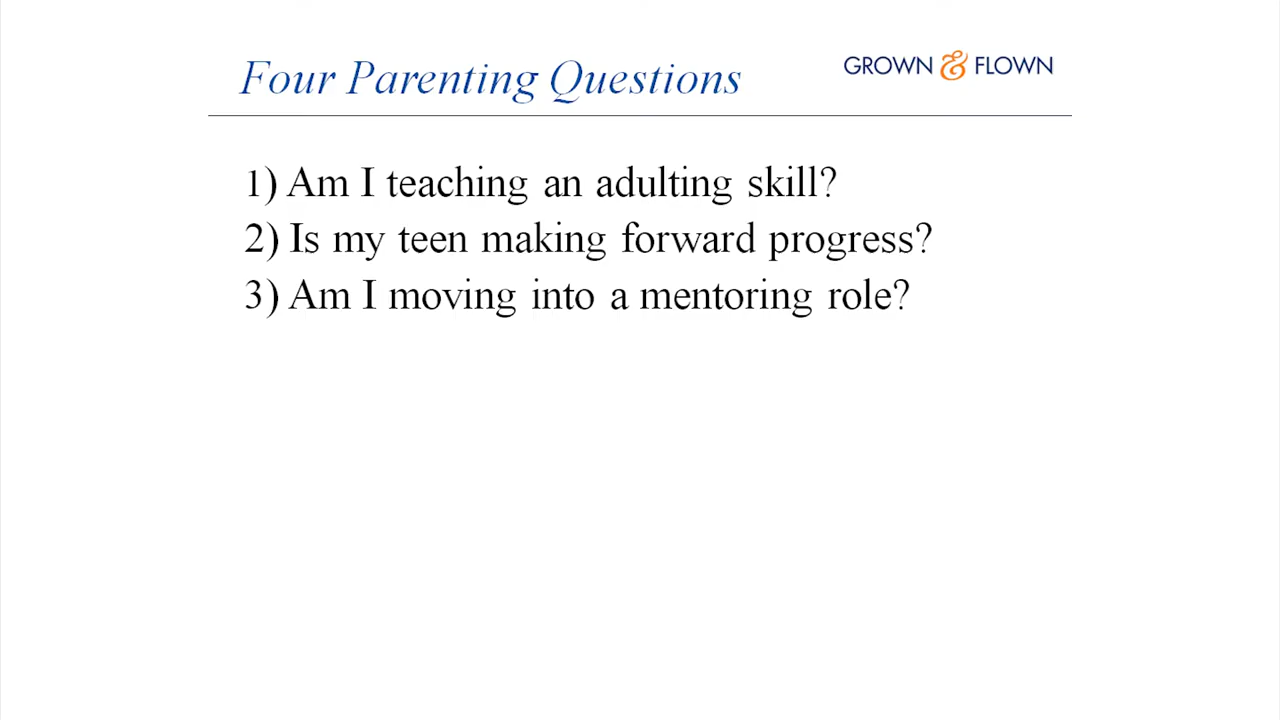 Four Parenting Questions
GROWN & FLOWN
1) Am I teaching an adulting skill?
2) Is my teen making forward progress?
3) Am I moving into a mentoring role?